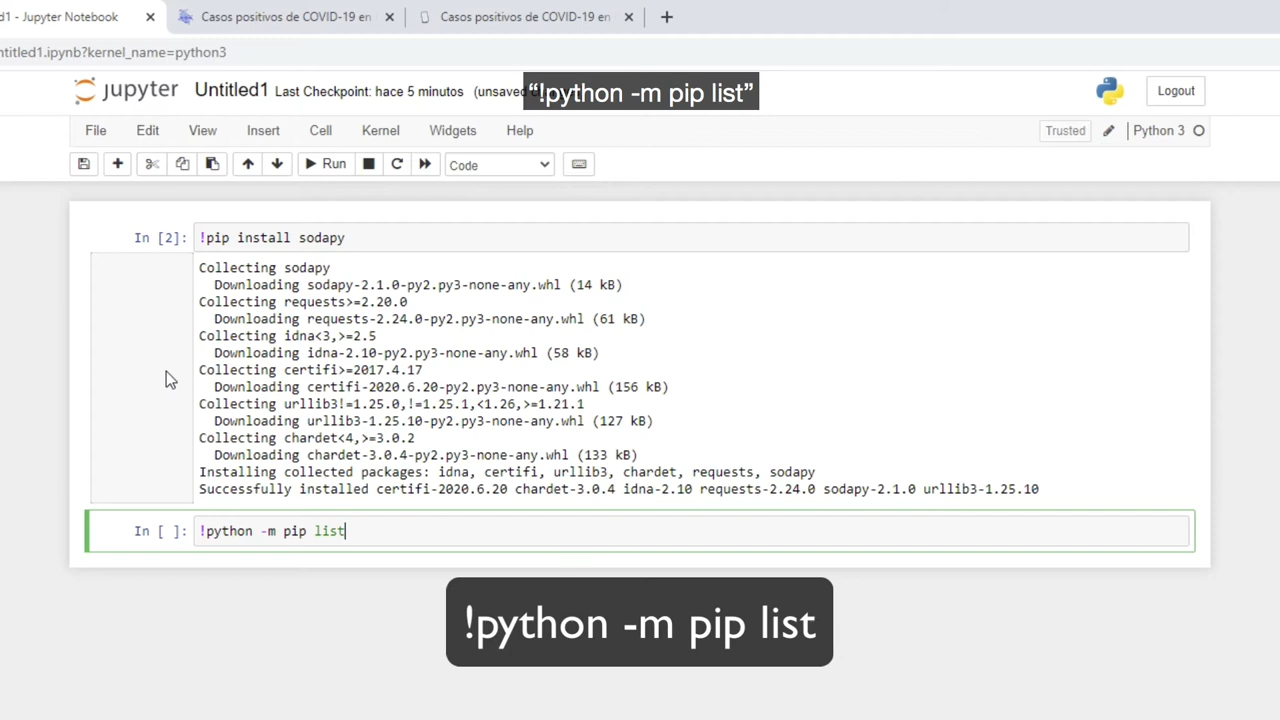 d1 - Jupyter Notebook
Casos positivos de COVID-19 en
Casos positivos de COVID-19 en
ntitled1.ipynb?kernel_name=python3
jupyter Untitled1 Last Checkpoint: hace 5 minutos (unsaved
“!python -m pip list”
Logout
File Edit View Insert Cell Kernel Widgets Help
Trusted Python 3
Run Code
In [2]: !pip install sodapy
Collecting sodapy
Downloading sodapy-2.1.0-py2.py3-none-any.whl (14 kB)
Collecting requests>=2.20.0
Downloading requests-2.24.0-py2.py3-none-any.whl (61 kB)
Collecting idna<3,>=2.5
Downloading idna-2.10-py2.py3-none-any.whl (58 kB)
Collecting certifi>=2017.4.17
Downloading certifi-2020.6.20-py2.py3-none-any.whl (156 kB)
Collecting urllib3!=1.25.0,!=1.25.1,<1.26,>=1.21.1
Downloading urllib3-1.25.10-py2.py3-none-any.whl (127 kB)
Collecting chardet<4,>=3.0.2
Downloading chardet-3.0.4-py2.py3-none-any.whl (133 kB)
Installing collected packages: idna, certifi, urllib3, chardet, requests, sodapy
Successfully installed certifi-2020.6.20 chardet-3.0.4 idna-2.10 requests-2.24.0 sodapy-2.1.0 urllib3-1.25.10
In [ ]: !python -m pip list
!python -m pip list